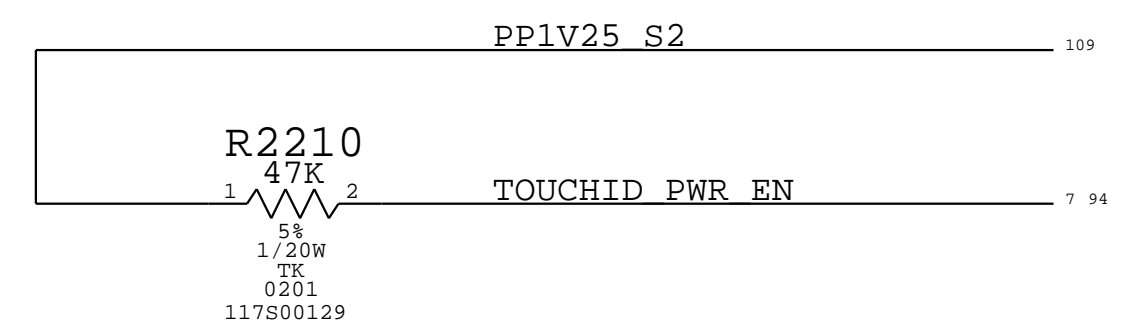 PP1V25_S2 109
R2210
47K
1 2 TOUCHID_PWR_EN 7 94
5%
1/20W
TK
0201
117S00129